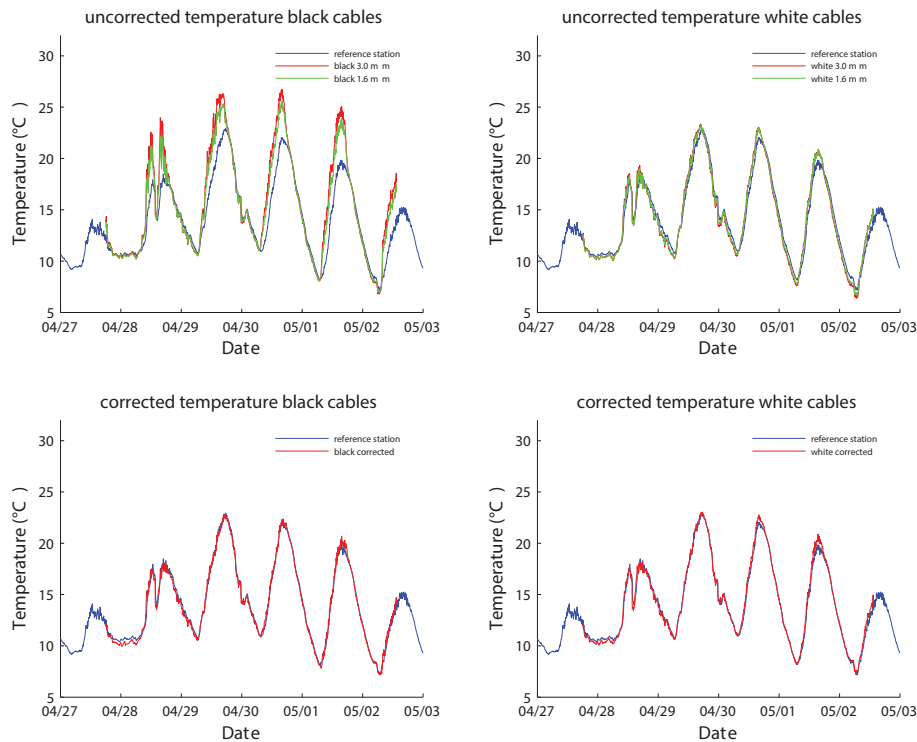 uncorrected temperature black cables
reference station
black 3.0 m m
black 1.6 m m
30
25
20
15
10
5
Temperature (°C )
04/27 04/28 04/29 04/30 05/01 05/02 05/03
Date
uncorrected temperature white cables
reference station
white 3.0 m m
white 1.6 m m
30
25
20
15
10
5
Temperature (°C )
04/27 04/28 04/29 04/30 05/01 05/02 05/03
Date
corrected temperature black cables
reference station
black corrected
30
25
20
15
10
5
Temperature (°C )
04/27 04/28 04/29 04/30 05/01 05/02 05/03
Date
corrected temperature white cables
reference station
white corrected
30
25
20
15
10
5
Temperature (°C )
04/27 04/28 04/29 04/30 05/01 05/02 05/03
Date